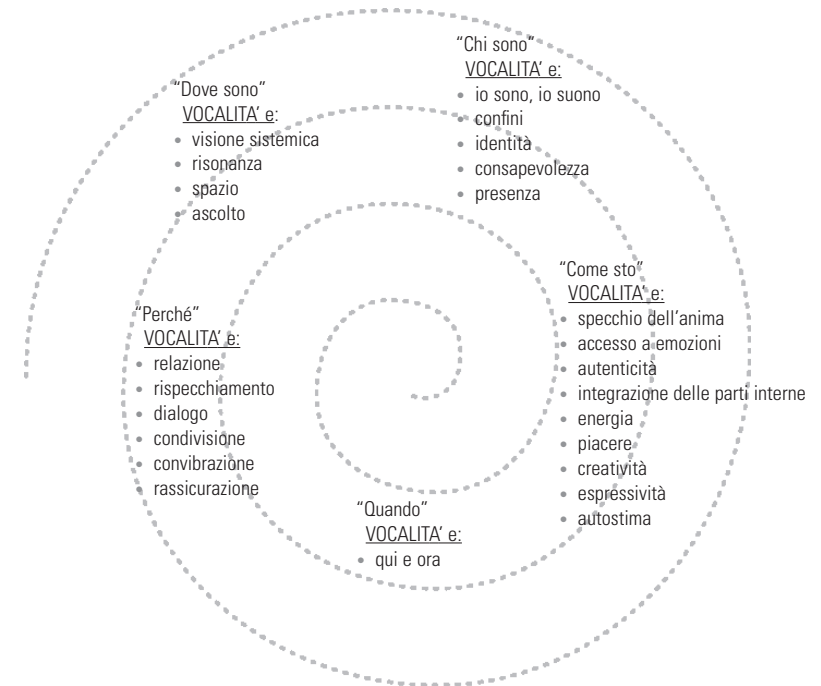 “Chi sono”
VOCALITA’ e:
• io sono, io suono
• confini
• identità
• consapevolezza
• presenza
“Dove sono”
VOCALITA’ e:
• visione sistemica
• risonanza
• spazio
• ascolto
“Come sto”
VOCALITA’ e:
• specchio dell’anima
• accesso a emozioni
• autenticità
• integrazione delle parti interne
• energia
• piacere
• creatività
• espressività
• autostima
“Perché”
VOCALITA’ e:
• relazione
• rispecchiamento
• dialogo
• condivisione
• convibrazione
• rassicurazione
“Quando”
VOCALITA’ e:
• qui e ora